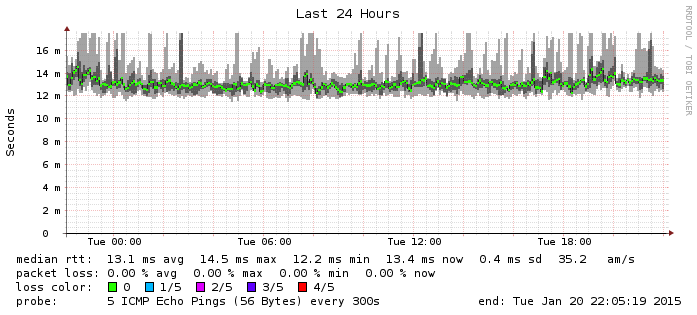 Last 24 Hours
RRDTOOL / TOBI OETIKER
Seconds
16 m
14 m
12 m
10 m
8 m
6 m
4 m
2 m
0
Tue 00:00 Tue 06:00 Tue 12:00 Tue 18:00
median rtt: 13.1 ms avg 14.5 ms max 12.2 ms min 13.4 ms now 0.4 ms sd 35.2 am/s
packet loss: 0.00 % avg 0.00 % max 0.00 % min 0.00 % now
loss color: 0 1/5 2/5 3/5 4/5
probe: 5 ICMP Echo Pings (56 Bytes) every 300s end: Tue Jan 20 22:05:19 2015